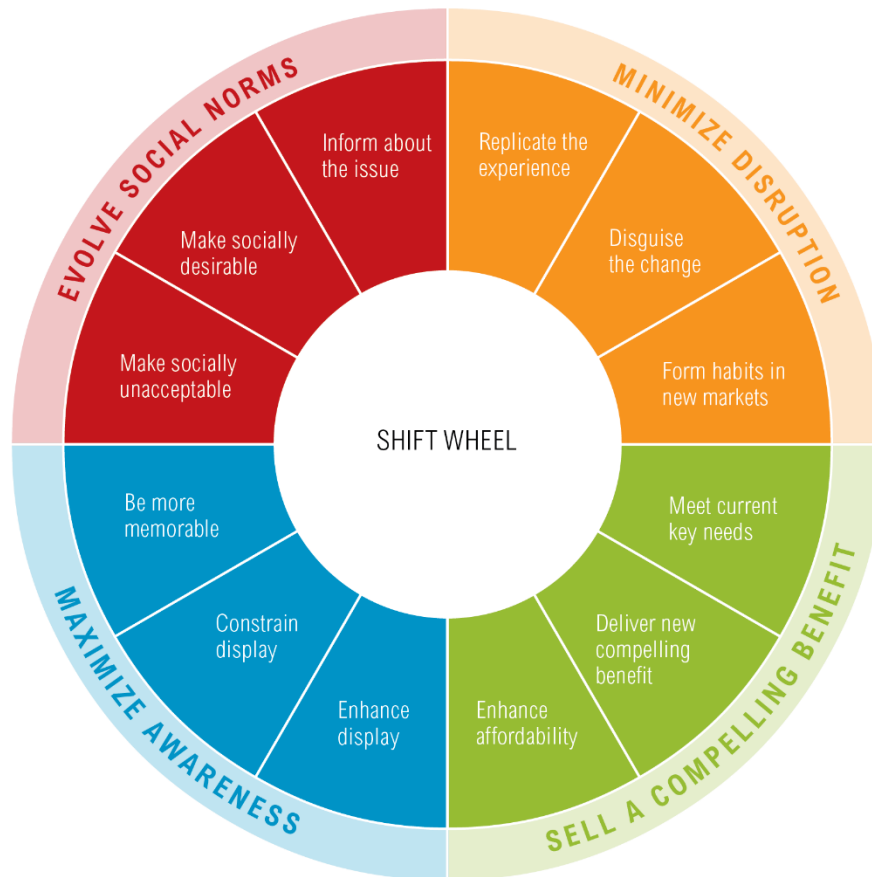 EVOLVE SOCIAL NORMS
MINIMIZE DISRUPTION
Inform about
the issue
Replicate the
experience
Make socially
desirable
Disguise
the change
Make socially
unacceptable
Form habits in
new markets
SHIFT WHEEL
Be more
memorable
Meet current
key needs
Constrain
display
Deliver new
compelling
benefit
Enhance
display
Enhance
affordability
MAXIMIZE AWARENESS
SELL A COMPELLING BENEFIT